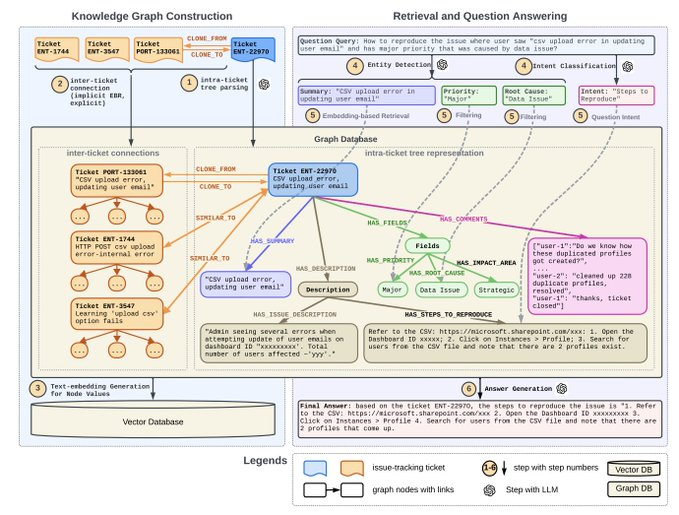 Knowledge Graph Construction
Retrieval and Question Answering
Ticket
ENT-1744
Ticket
ENT-3547
Ticket
PORT-133061
CLONE_FROM
CLONE_TO
Ticket
ENT-22970
2
inter-ticket
connection
(implicit EBR,
explicit)
1
intra-ticket
tree parsing
Question Query: How to reproduce the issue where user saw "csv upload error in updating
user email" and has major priority that was caused by data issue?
4
Entity Detection
4
Intent Classification
Summary: "CSV upload error in
updating user email"
Priority:
"Major"
Root Cause:
"Data Issue"
Intent: "Steps to
Reproduce"
5
Embedding-based Retrieval
5
Filtering
5
Filtering
5
Question Intent
Graph Database
inter-ticket connections
intra-ticket tree representation
Ticket PORT-133061
"CSV upload error,
updating user email"
...
...
...
Ticket ENT-1744
HTTP POST csv upload
error-internal error
...
...
...
Ticket ENT-3547
Learning 'upload csv'
option fails
...
...
...
CLONE_FROM
CLONE_TO
SIMILAR_TO
SIMILAR_TO
Ticket ENT-22970
CSV upload error,
updating user email
HAS_SUMMARY
HAS_DESCRIPTION
HAS_FIELDS
HAS_COMMENTS
Fields
HAS_PRIORITY
HAS_ROOT_CAUSE
HAS_IMPACT_AREA
"CSV upload error,
updating user email"
Description
Major
Data Issue
Strategic
["user-1":"Do we know how
these duplicated profiles
got created?",
....
"user-2": "cleaned up 228
duplicate profiles,
resolved",
"user-1": "thanks, ticket
closed"]
HAS_ISSUE_DESCRIPTION
HAS_STEPS_TO_REPRODUCE
"Admin seeing several errors when
attempting update of user emails on
dashboard ID "xxxxxxxxx'. Total
number of users affected ~'yyy'."
Refer to the CSV: https://microsoft.sharepoint.com/xxx: 1. Open the
Dashboard ID xxxxx; 2. Click on Instances > Profile; 3. Search for
users from the CSV file and note that there are 2 profiles exist.
3
Text-embedding Generation
for Node Values
Vector Database
6
Answer Generation
Final Answer: based on the ticket ENT-22970, the steps to reproduce the issue is "1. Refer
to the CSV: https://microsoft.sharepoint.com/xxx 2. Open the Dashboard ID xxxxxxxxx 3.
Click on Instances > Profile 4. Search for users from the CSV file and note that there are
2 profiles that come up.
Legends
issue-tracking ticket
1-6
step with step numbers
Vector DB
graph nodes with links
Step with LLM
Graph DB